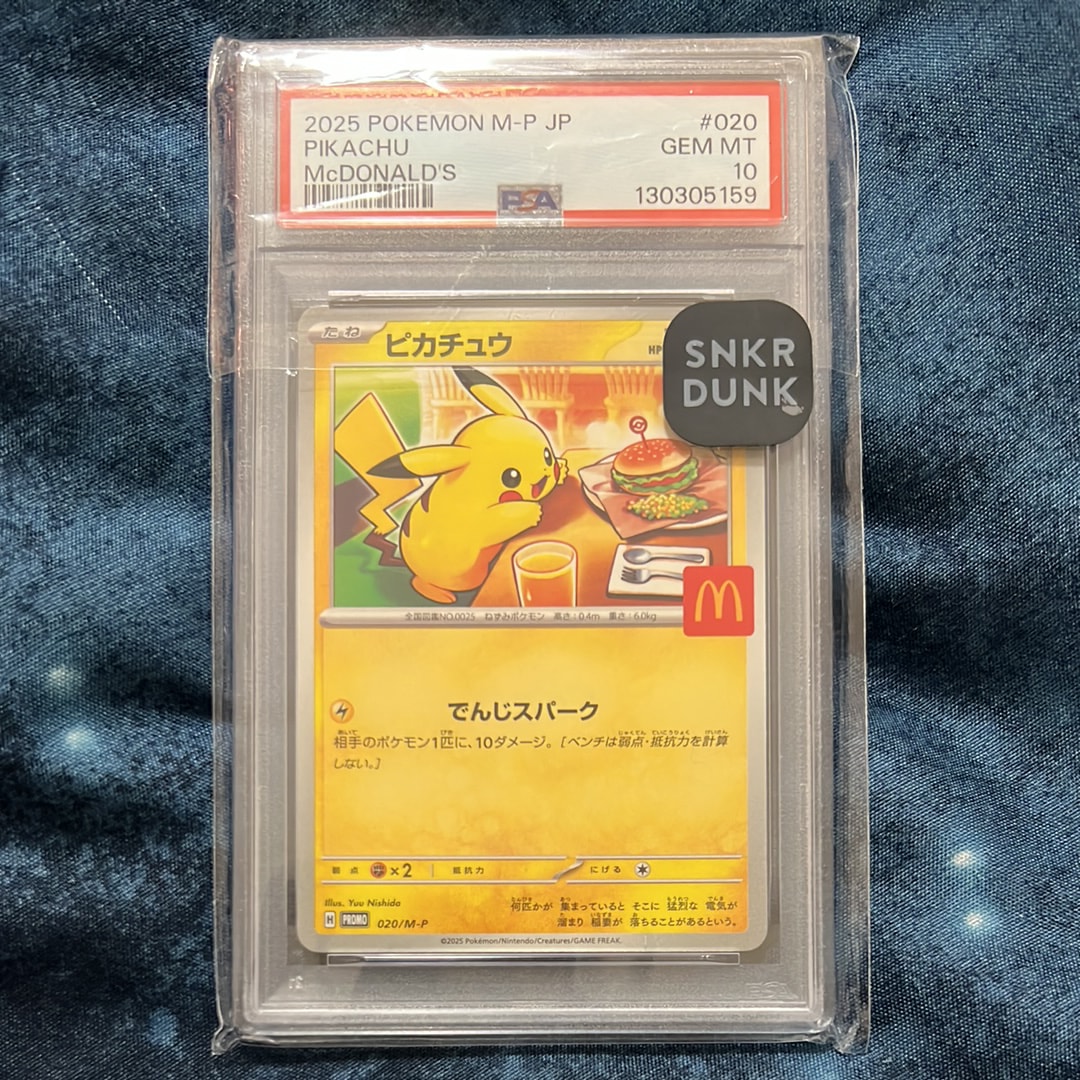 2025 POKEMON M-P JP #020
PIKACHU GEM MT
McDONALD'S 10
PSA 130305159
たね ピカチュウ HP
SNKR
DUNK
全国図鑑NO.0025 ねずみポケモン 高さ:0.4m 重さ:6.0kg
でんじスパーク
相手のポケモン1匹に、10ダメージ。[ベンチは弱点・抵抗力を計算
しない。]
弱点 ×2 抵抗力 にげる
Illus. Yuu Nishida
何匹かが 集まっていると そこに 猛烈な 電気が
溜まり 稲妻が 落ちることがあるという。
H PROMO 020/M-P
©2025 Pokémon/Nintendo/Creatures/GAME FREAK.